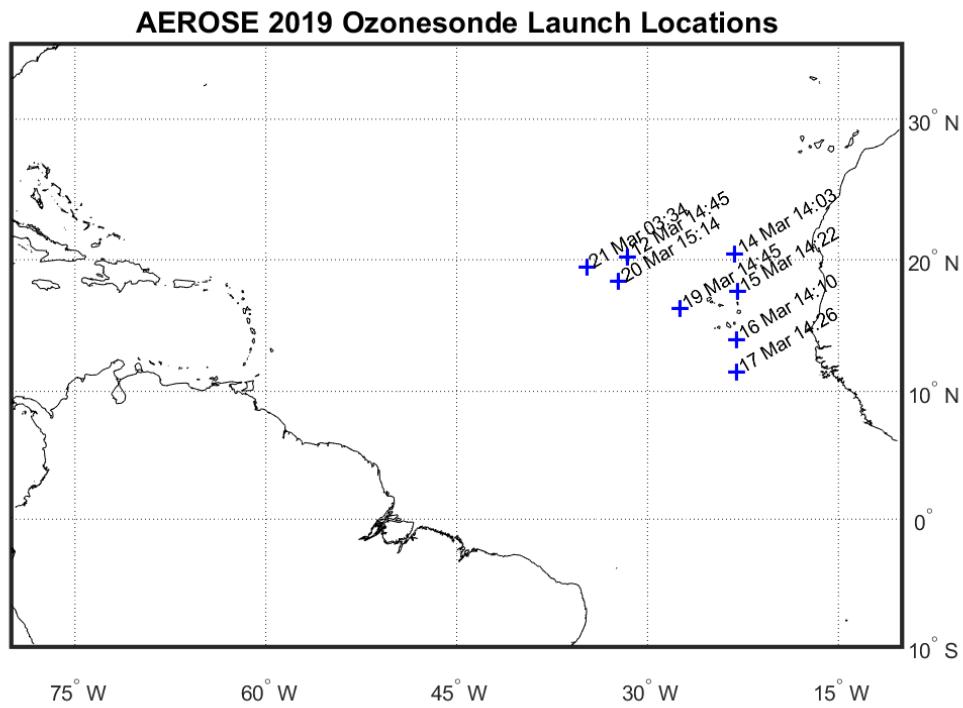 AEROSE 2019 Ozonesonde Launch Locations
30° N
21 Mar 03:34
12 Mar 14:45
20 Mar 15:14
14 Mar 14:03
20° N
19 Mar 14:45
15 Mar 14:22
16 Mar 14:10
17 Mar 14:26
10° N
0°
10° S
75° W
60° W
45° W
30° W
15° W